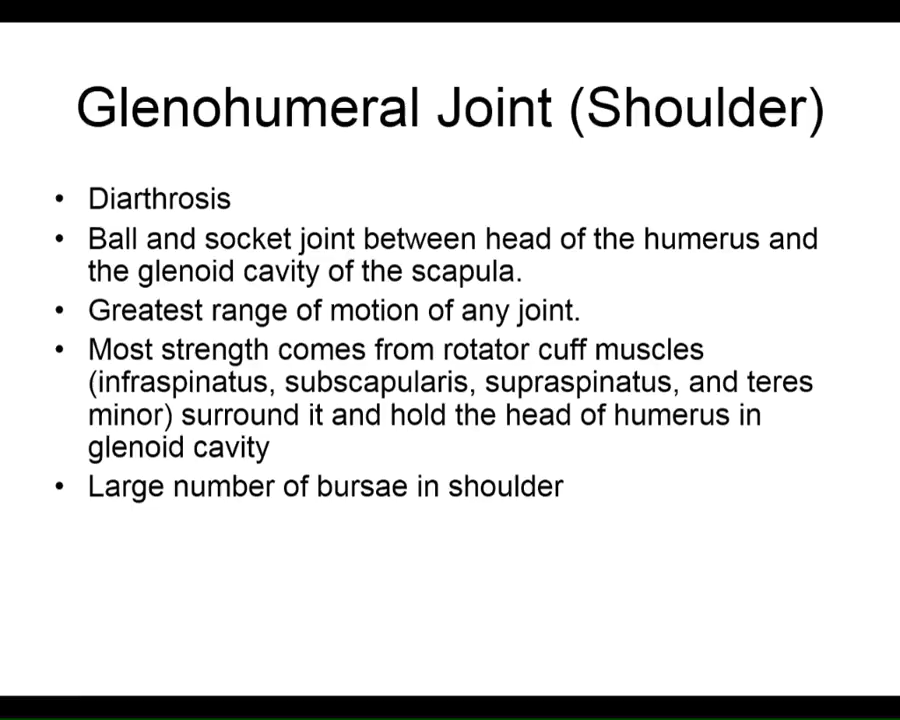 Glenohumeral Joint (Shoulder)
• Diarthrosis
• Ball and socket joint between head of the humerus and
the glenoid cavity of the scapula.
• Greatest range of motion of any joint.
• Most strength comes from rotator cuff muscles
(infraspinatus, subscapularis, supraspinatus, and teres
minor) surround it and hold the head of humerus in
glenoid cavity
• Large number of bursae in shoulder